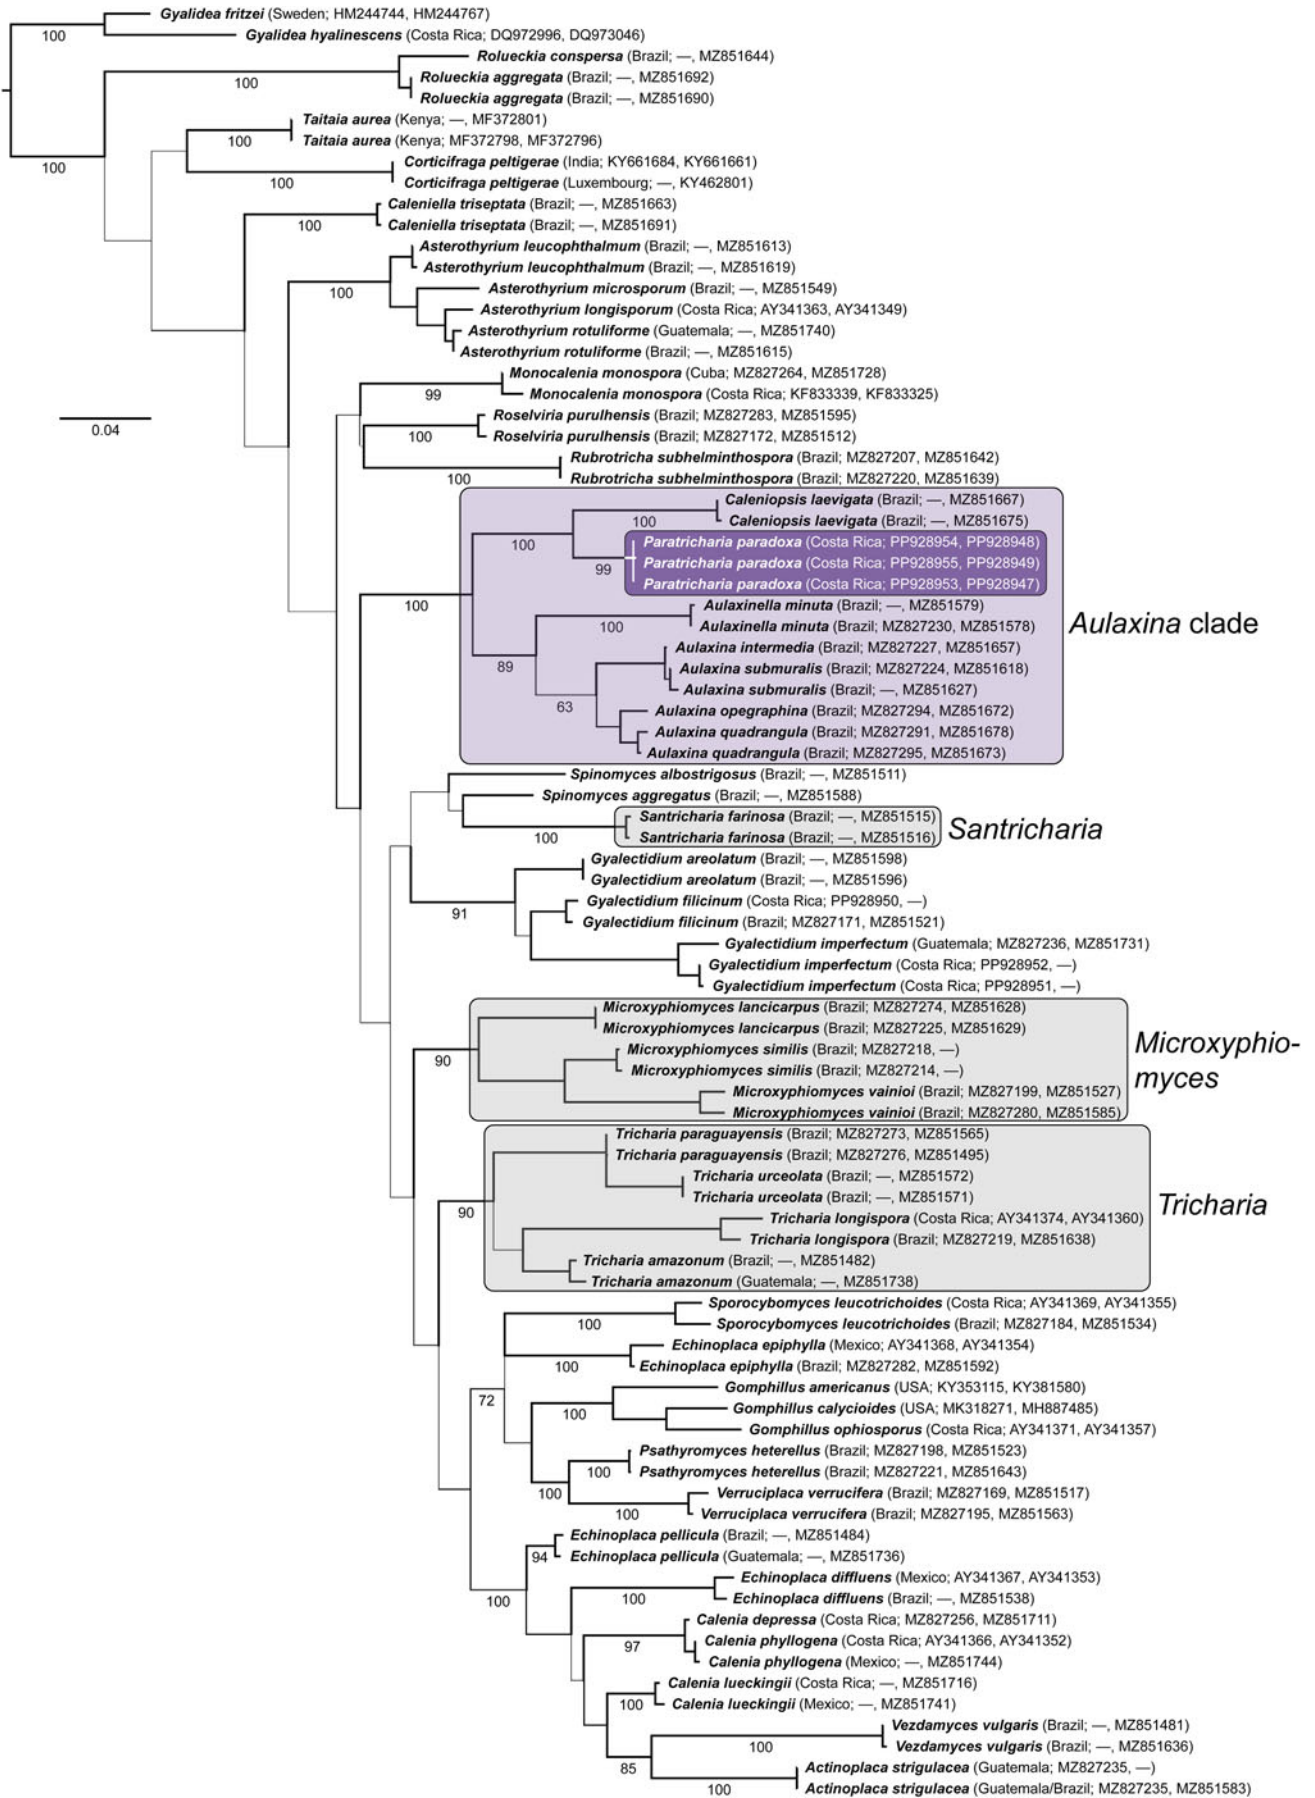 Gyalidea fritzei (Sweden; HM244744, HM244767)
100
Gyalidea hyalinescens (Costa Rica; DQ972996, DQ973046)
Rolueckia conspersa (Brazil; —, MZ851644)
Rolueckia aggregata (Brazil; —, MZ851692)
100
Rolueckia aggregata (Brazil; —, MZ851690)
Taitaia aurea (Kenya; —, MF372801)
100
Taitaia aurea (Kenya; MF372798, MF372796)
100
Corticifraga peltigerae (India; KY661684, KY661661)
100
Corticifraga peltigerae (Luxembourg; —, KY462801)
Caleniella triseptata (Brazil; —, MZ851663)
100
Caleniella triseptata (Brazil; —, MZ851691)
Asterothyrium leucophthalmum (Brazil; —, MZ851613)
Asterothyrium leucophthalmum (Brazil; —, MZ851619)
100
Asterothyrium microsporum (Brazil; —, MZ851549)
Asterothyrium longisporum (Costa Rica; AY341363, AY341349)
Asterothyrium rotuliforme (Guatemala; —, MZ851740)
Asterothyrium rotuliforme (Brazil; —, MZ851615)
Monocalenia monospora (Cuba; MZ827264, MZ851728)
99
Monocalenia monospora (Costa Rica; KF833339, KF833325)
Roselviria purulhensis (Brazil; MZ827283, MZ851595)
0.04
100
Roselviria purulhensis (Brazil; MZ827172, MZ851512)
Rubrotricha subhelminthospora (Brazil; MZ827207, MZ851642)
100
Rubrotricha subhelminthospora (Brazil; MZ827220, MZ851639)
Caleniopsis laevigata (Brazil; —, MZ851667)
100
Caleniopsis laevigata (Brazil; —, MZ851675)
100
Paratricharia paradoxa (Costa Rica; PP928954, PP928948)
Paratricharia paradoxa (Costa Rica; PP928955, PP928949)
99
Paratricharia paradoxa (Costa Rica; PP928953, PP928947)
100
Aulaxinella minuta (Brazil; —, MZ851579)
100
Aulaxinella minuta (Brazil; MZ827230, MZ851578)
Aulaxina clade
Aulaxina intermedia (Brazil; MZ827227, MZ851657)
89
Aulaxina submuralis (Brazil; MZ827224, MZ851618)
Aulaxina submuralis (Brazil; —, MZ851627)
63
Aulaxina opegraphina (Brazil; MZ827294, MZ851672)
Aulaxina quadrangula (Brazil; MZ827291, MZ851678)
Aulaxina quadrangula (Brazil; MZ827295, MZ851673)
Spinomyces albostrigosus (Brazil; —, MZ851511)
Spinomyces aggregatus (Brazil; —, MZ851588)
Santricharia farinosa (Brazil; —, MZ851515)
Santricharia
100
Santricharia farinosa (Brazil; —, MZ851516)
Gyalectidium areolatum (Brazil; —, MZ851598)
Gyalectidium areolatum (Brazil; —, MZ851596)
Gyalectidium filicinum (Costa Rica; PP928950, —)
91
Gyalectidium filicinum (Brazil; MZ827171, MZ851521)
Gyalectidium imperfectum (Guatemala; MZ827236, MZ851731)
Gyalectidium imperfectum (Costa Rica; PP928952, —)
Gyalectidium imperfectum (Costa Rica; PP928951, —)
Microxyphiomyces lancicarpus (Brazil; MZ827274, MZ851628)
Microxyphiomyces lancicarpus (Brazil; MZ827225, MZ851629)
Microxyphio-
myces
Microxyphiomyces similis (Brazil; MZ827218, —)
90
Microxyphiomyces similis (Brazil; MZ827214, —)
Microxyphiomyces vainioi (Brazil; MZ827199, MZ851527)
Microxyphiomyces vainioi (Brazil; MZ827280, MZ851585)
Tricharia paraguayensis (Brazil; MZ827273, MZ851565)
Tricharia paraguayensis (Brazil; MZ827276, MZ851495)
Tricharia urceolata (Brazil; —, MZ851572)
Tricharia urceolata (Brazil; —, MZ851571)
Tricharia
90
Tricharia longispora (Costa Rica; AY341374, AY341360)
Tricharia longispora (Brazil; MZ827219, MZ851638)
Tricharia amazonum (Brazil; —, MZ851482)
Tricharia amazonum (Guatemala; —, MZ851738)
Sporocybomyces leucotrichoides (Costa Rica; AY341369, AY341355)
100
Sporocybomyces leucotrichoides (Brazil; MZ827184, MZ851534)
Echinoplaca epiphylla (Mexico; AY341368, AY341354)
100
Echinoplaca epiphylla (Brazil; MZ827282, MZ851592)
Gomphillus americanus (USA; KY353115, KY381580)
72
100
Gomphillus calycioides (USA; MK318271, MH887485)
Gomphillus ophiosporus (Costa Rica; AY341371, AY341357)
Psathyromyces heterellus (Brazil; MZ827198, MZ851523)
100
Psathyromyces heterellus (Brazil; MZ827221, MZ851643)
100
Verruciplaca verrucifera (Brazil; MZ827169, MZ851517)
100
Verruciplaca verrucifera (Brazil; MZ827195, MZ851563)
Echinoplaca pellicula (Brazil; —, MZ851484)
94
Echinoplaca pellicula (Guatemala; —, MZ851736)
Echinoplaca diffluens (Mexico; AY341367, AY341353)
100
100
Echinoplaca diffluens (Brazil; —, MZ851538)
Calenia depressa (Costa Rica; MZ827256, MZ851711)
97
Calenia phyllogena (Costa Rica; AY341366, AY341352)
Calenia phyllogena (Mexico; —, MZ851744)
Calenia lueckingii (Costa Rica; —, MZ851716)
100
Calenia lueckingii (Mexico; —, MZ851741)
Vezdamyces vulgaris (Brazil; —, MZ851481)
100
Vezdamyces vulgaris (Brazil; —, MZ851636)
85
Actinoplaca strigulacea (Guatemala; MZ827235, —)
100
Actinoplaca strigulacea (Guatemala/Brazil; MZ827235, MZ851583)